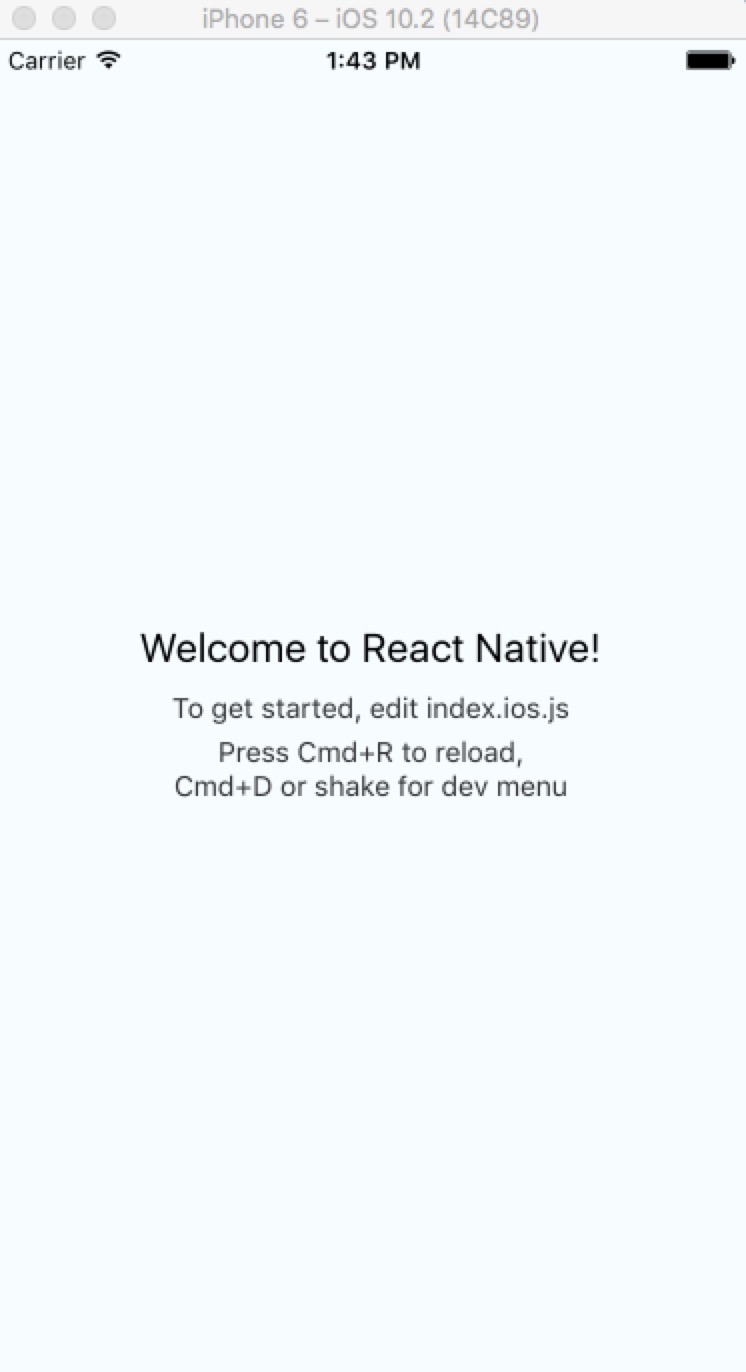 iPhone 6 – iOS 10.2 (14C89)
Carrier 1:43 PM
Welcome to React Native!
To get started, edit index.ios.js
Press Cmd+R to reload,
Cmd+D or shake for dev menu